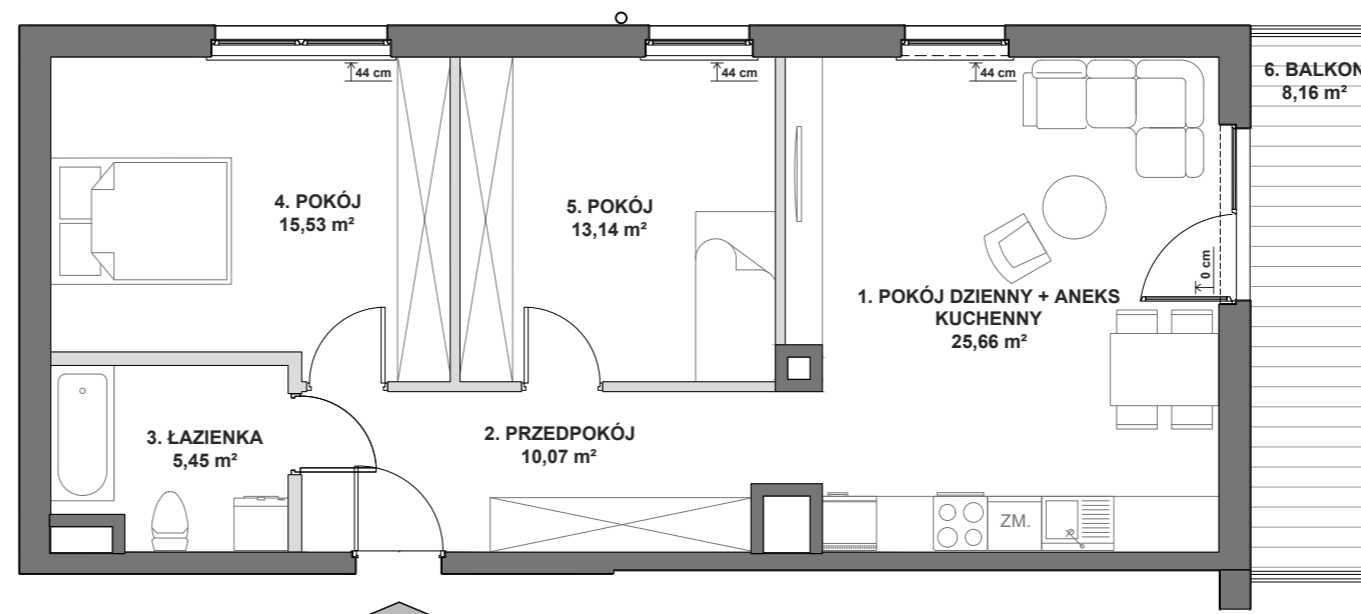 44 cm
44 cm
44 cm
6. BALKON
8,16 m²
4. POKÓJ
15,53 m²
5. POKÓJ
13,14 m²
0 cm
1. POKÓJ DZIENNY + ANEKS
KUCHENNY
25,66 m²
3. ŁAZIENKA
5,45 m²
2. PRZEDPOKÓJ
10,07 m²
ZM.